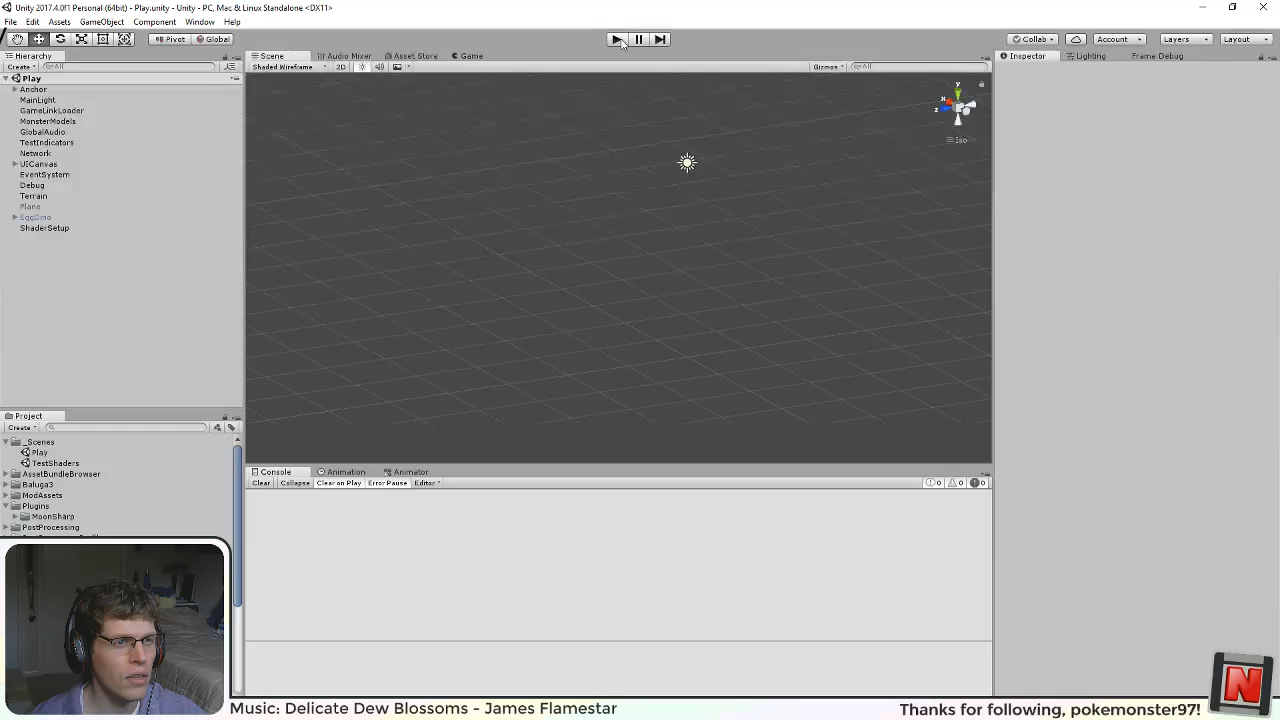 Unity 2017.4.0f1 Personal (64bit) - Play.unity - Unity - PC, Mac & Linux Standalone <DX11>
File Edit Assets GameObject Component Window Help
Pivot Global Collab Account Layers Layout
Hierarchy
Create All
Play
Anchor
MainLight
GameLinkLoader
MonsterModels
GlobalAudio
TestIndicators
Network
UICanvas
EventSystem
Debug
Terrain
Plane
EggDino
ShaderSetup
Scene Audio Mixer Asset Store Game
Shaded Wireframe 2D Gizmos All
y
x
z
Iso
Inspector Lighting Frame Debug
Project
Create
_Scenes
Play
TestShaders
AssetBundleBrowser
Baluga3
ModAssets
Plugins
MoonSharp
PostProcessing
Console Animation Animator
Clear Collapse Clear on Play Error Pause Editor 0 0 0
Music: Delicate Dew Blossoms - James Flamestar
Thanks for following, pokemonster97!
N